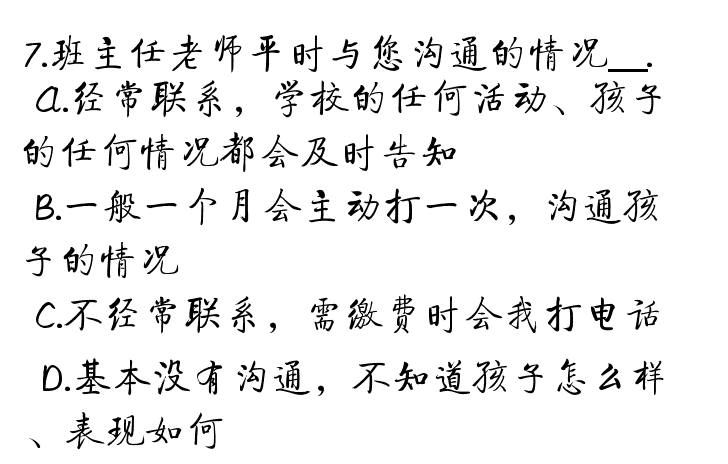 7.班主任老师平时与您沟通的情况__.
A.经常联系，学校的任何活动、孩子
的任何情况都会及时告知
B.一般一个月会主动打一次，沟通孩
子的情况
C.不经常联系，需缴费时会我打电话
D.基本没有沟通，不知道孩子怎么样
、表现如何